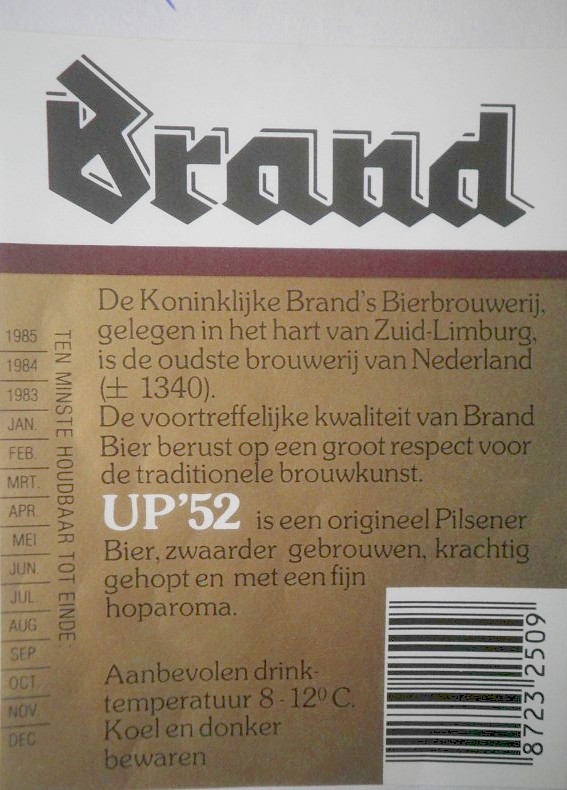 Brand
De Koninklijke Brand's Bierbrouwerij,
gelegen in het hart van Zuid-Limburg,
is de oudste brouwerij van Nederland
(± 1340).
De voortreffelijke kwaliteit van Brand
Bier berust op een groot respect voor
de traditionele brouwkunst.
UP'52 is een origineel Pilsener
Bier, zwaarder gebrouwen, krachtig
gehopt en met een fijn
hoparoma.
Aanbevolen drink-
temperatuur 8 - 12⁰ C.
Koel en donker
bewaren
TEN MINSTE HOUDBAAR TOT EINDE:
1985
1984
1983
JAN.
FEB.
MRT.
APR.
MEI
JUN.
JUL.
AUG
SEP
OCT.
NOV
DEC
8723 2509